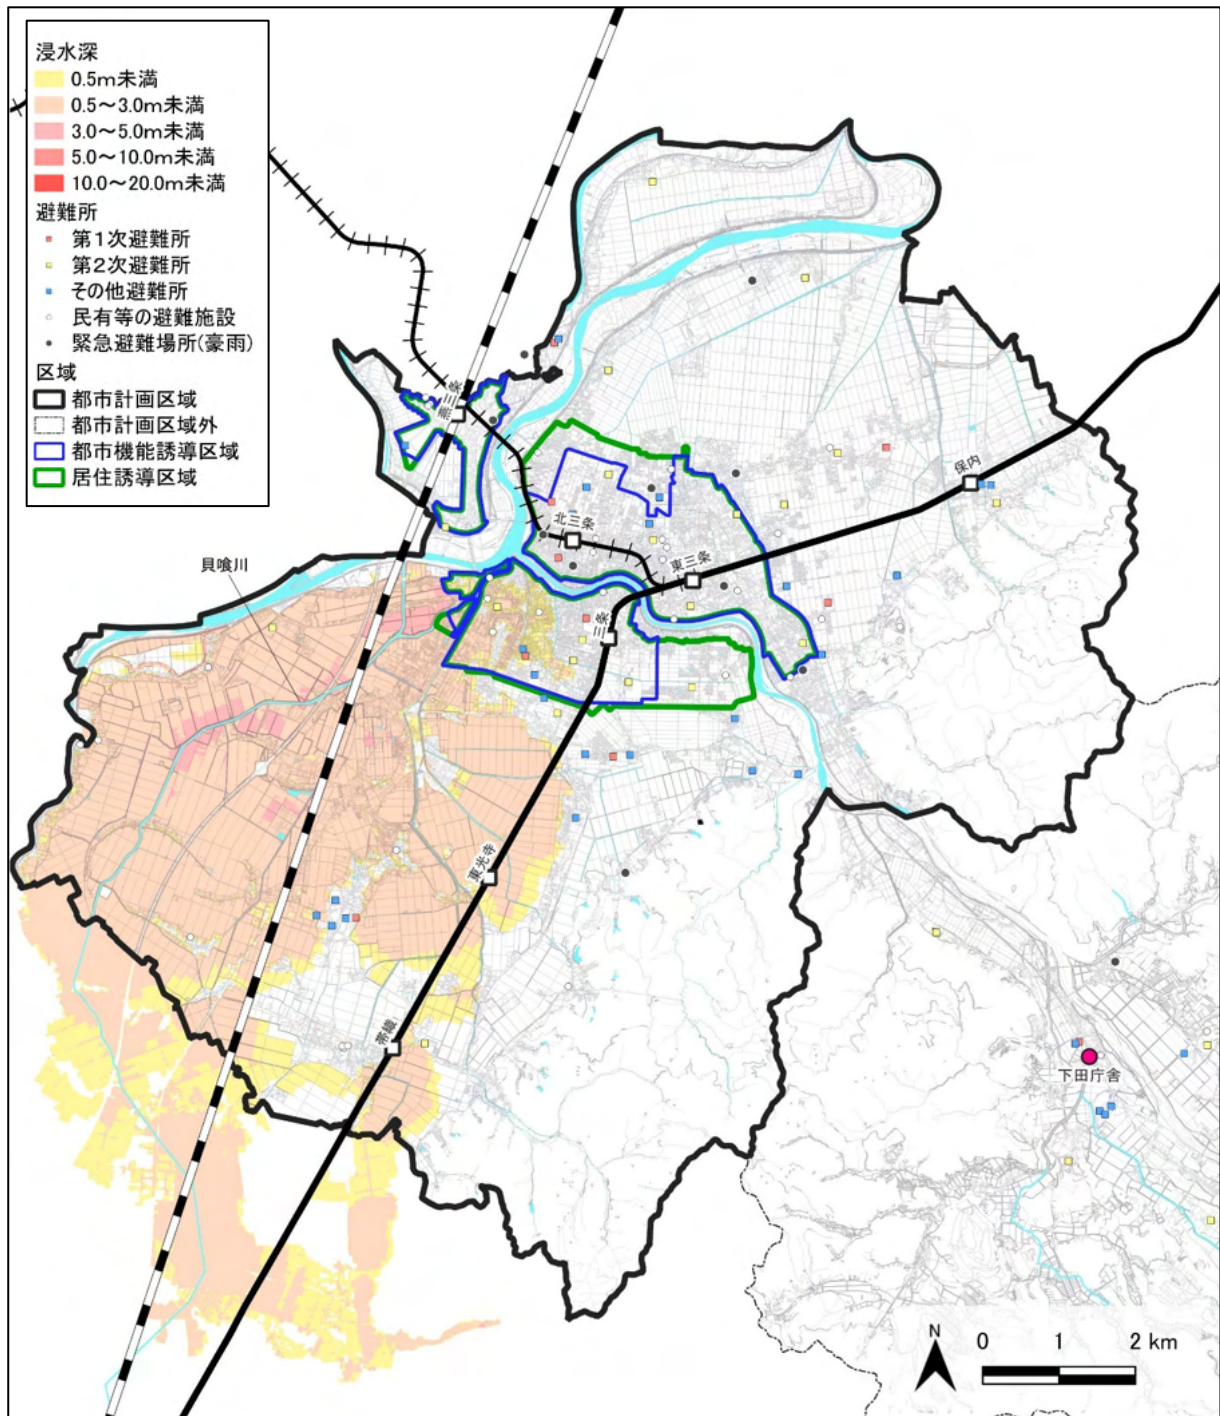 浸水深
0.5m未満
0.5～3.0m未満
3.0～5.0m未満
5.0～10.0m未満
10.0～20.0m未満
避難所
第1次避難所
第2次避難所
その他避難所
民有等の避難施設
緊急避難場所(豪雨)
区域
都市計画区域
都市計画区域外
都市機能誘導区域
居住誘導区域
燕三条
保内
北三条
東三条
貝喰川
三条
東光寺
帯織
下田庁舎
N
0 1 2 km